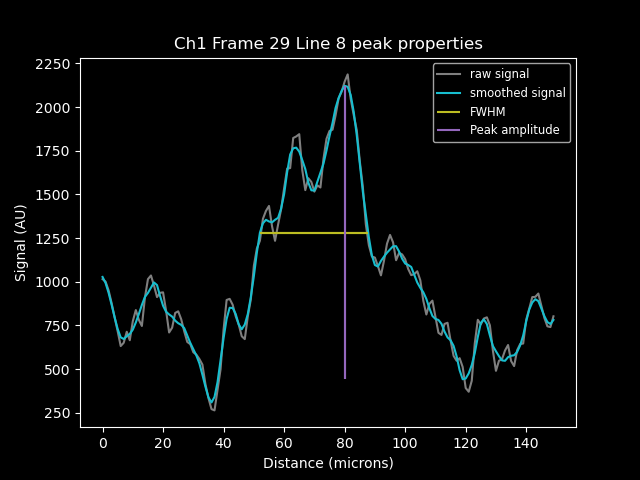 Ch1 Frame 29 Line 8 peak properties
raw signal
smoothed signal
FWHM
Peak amplitude
Signal (AU)
2250
2000
1750
1500
1250
1000
750
500
250
0 20 40 60 80 100 120 140
Distance (microns)